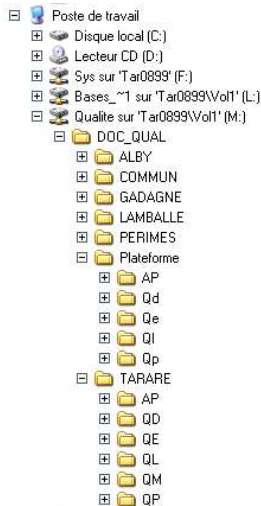 Poste de travail
Disque local (C:)
Lecteur CD (D:)
Sys sur 'Tar0899' (F:)
Bases_~1 sur 'Tar0899\Vol1' (L:)
Qualite sur 'Tar0899\Vol1' (M:)
DOC_QUAL
ALBY
COMMUN
GADAGNE
LAMBALLE
PERIMES
Plateforme
AP
Qd
Qe
Ql
Qp
TARARE
AP
QD
QE
QL
QM
QP